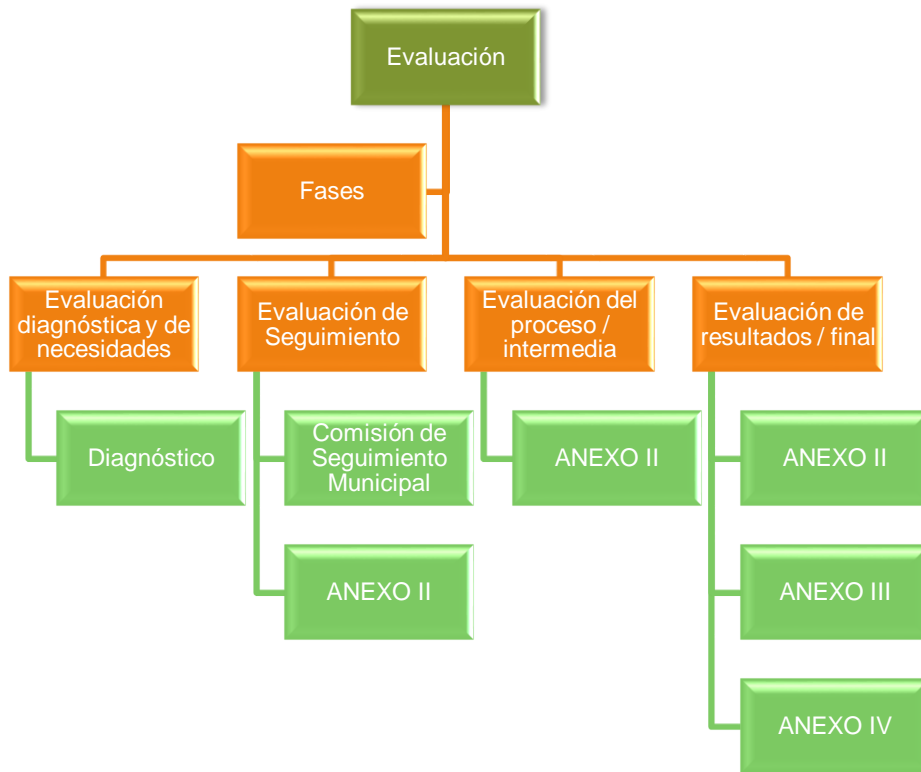 Evaluación
Fases
Evaluación
diagnóstica y de
necesidades
Evaluación de
Seguimiento
Evaluación del
proceso /
intermedia
Evaluación de
resultados / final
Diagnóstico
Comisión de
Seguimiento
Municipal
ANEXO II
ANEXO II
ANEXO II
ANEXO III
ANEXO IV